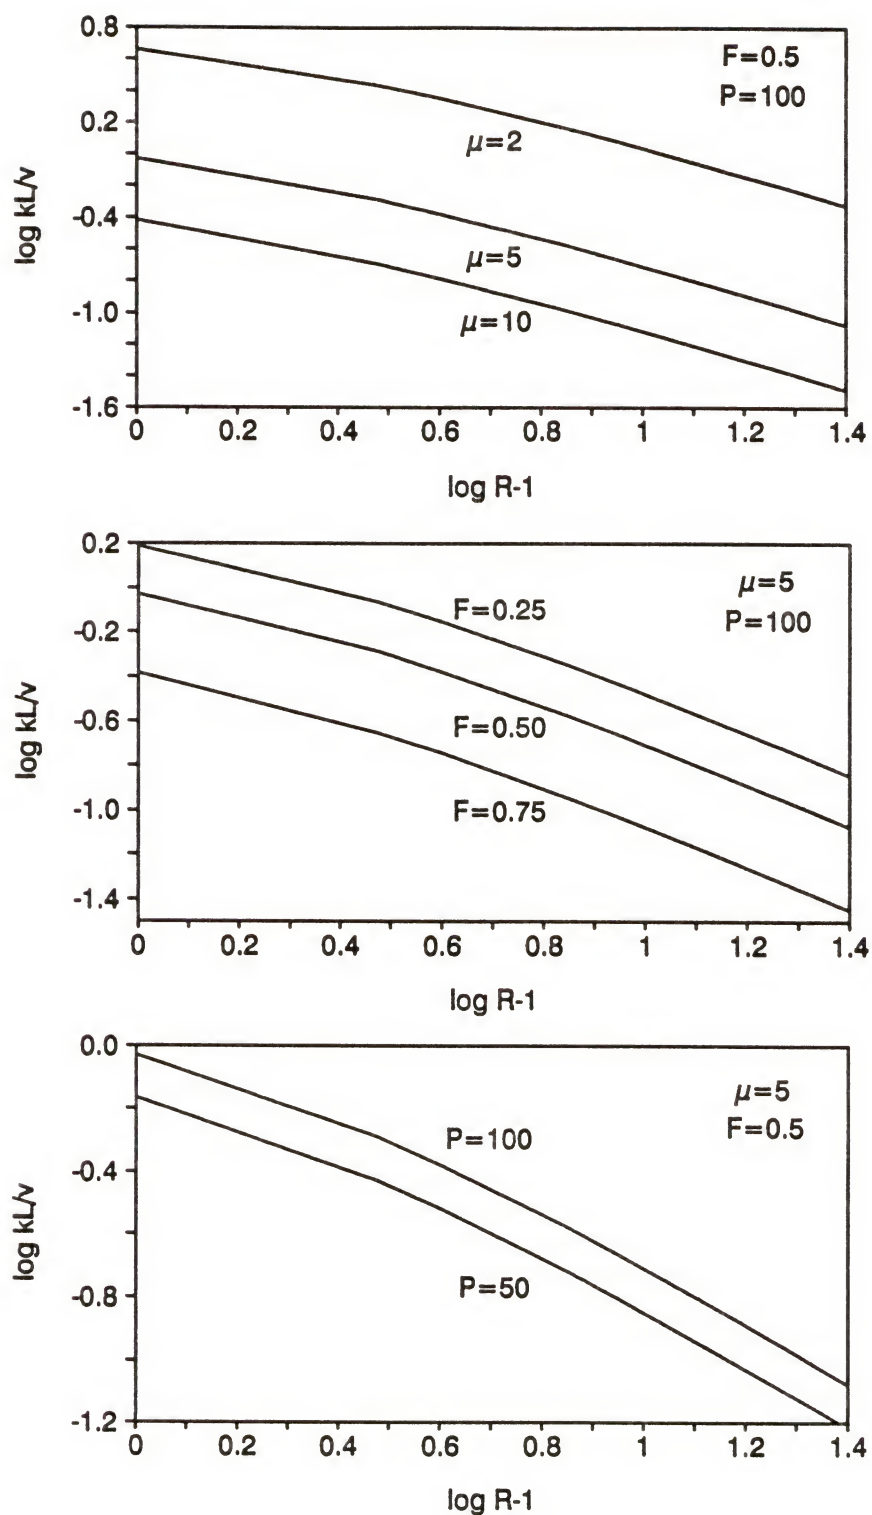 0.8
0.2
-0.4
-1.0
-1.6
log kL/v
F=0.5
P=100
μ=2
μ=5
μ=10
0 0.2 0.4 0.6 0.8 1 1.2 1.4
log R-1
0.2
-0.2
-0.6
-1.0
-1.4
log kL/v
μ=5
P=100
F=0.25
F=0.50
F=0.75
0 0.2 0.4 0.6 0.8 1 1.2 1.4
log R-1
0.0
-0.4
-0.8
-1.2
log kL/v
μ=5
F=0.5
P=100
P=50
0 0.2 0.4 0.6 0.8 1 1.2 1.4
log R-1